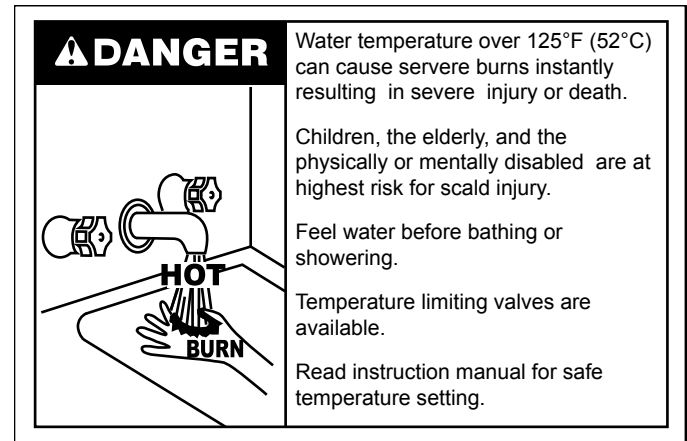 DANGER
HOT
BURN
Water temperature over 125°F (52°C)
can cause servere burns instantly
resulting in severe injury or death.
Children, the elderly, and the
physically or mentally disabled are at
highest risk for scald injury.
Feel water before bathing or
showering.
Temperature limiting valves are
available.
Read instruction manual for safe
temperature setting.